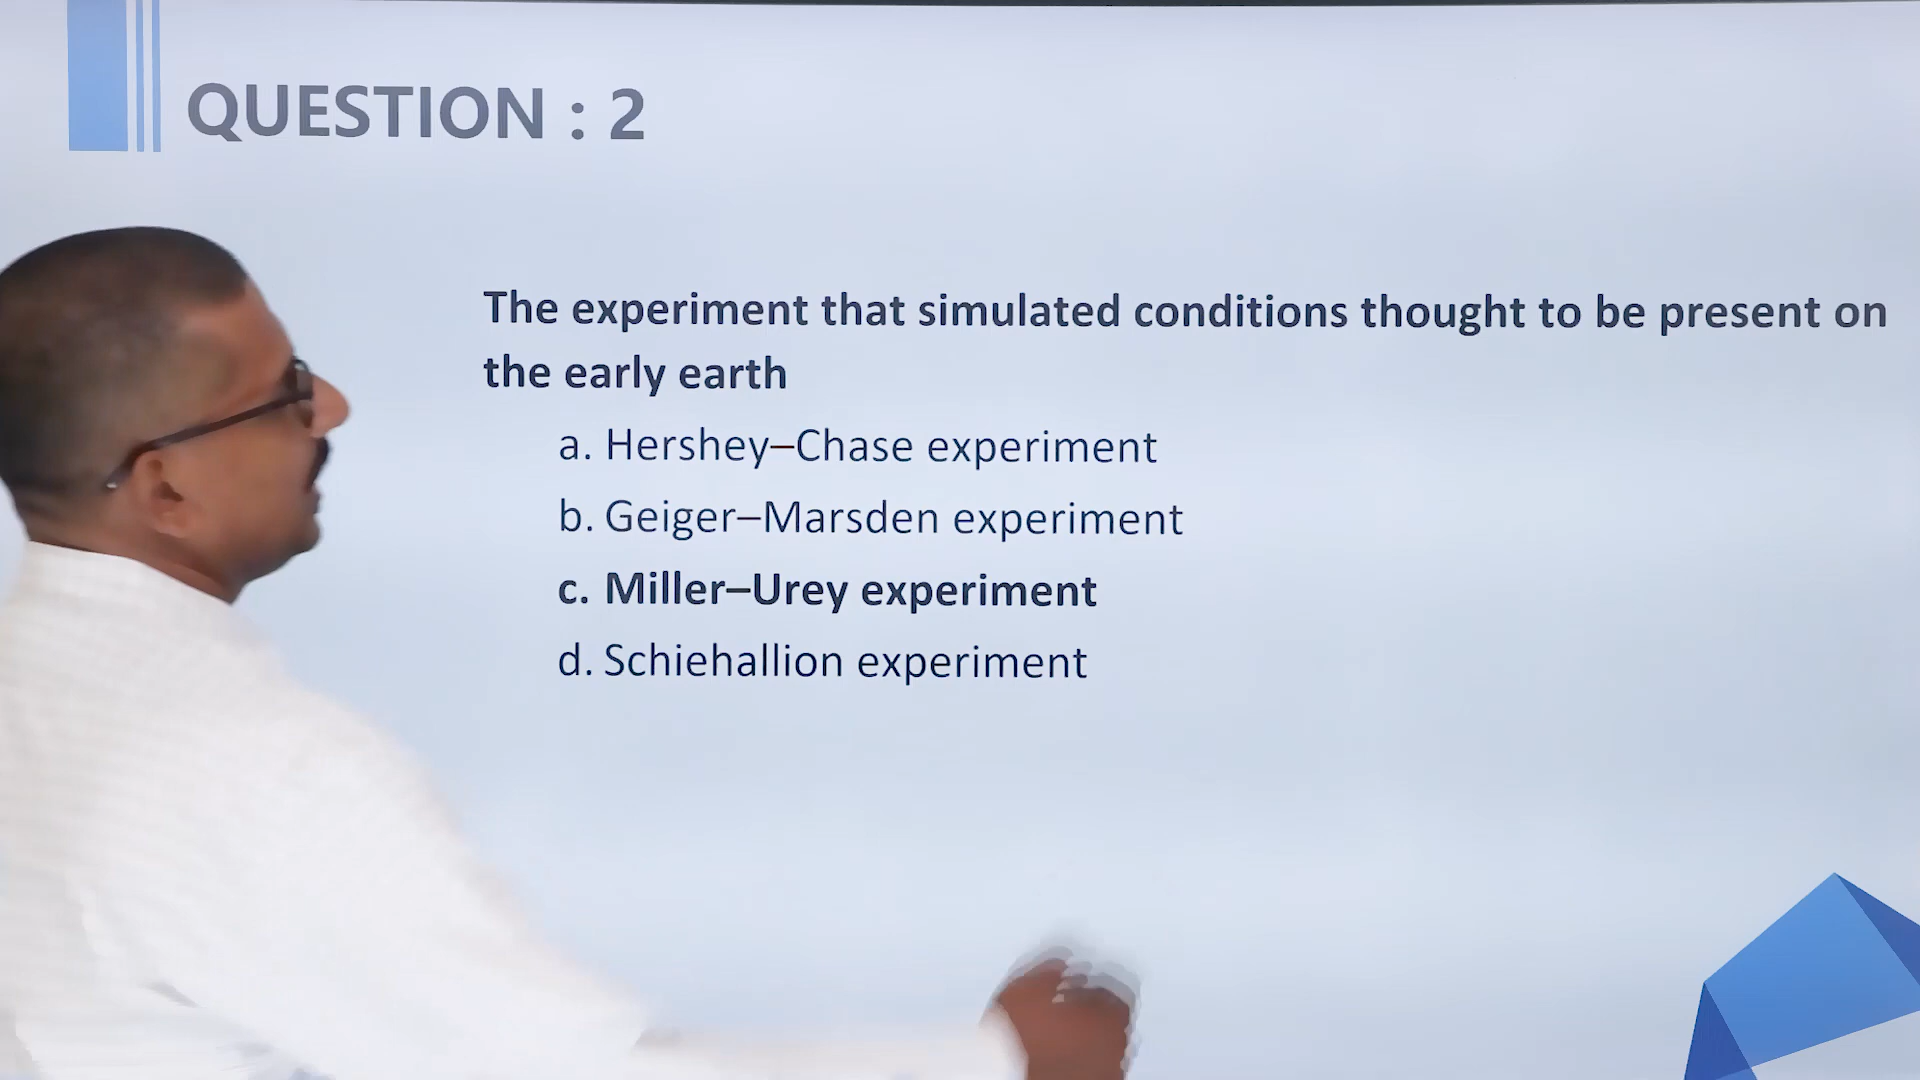 QUESTION : 2
The experiment that simulated conditions thought to be present on
the early earth
a. Hershey–Chase experiment
b. Geiger–Marsden experiment
c. Miller–Urey experiment
d. Schiehallion experiment